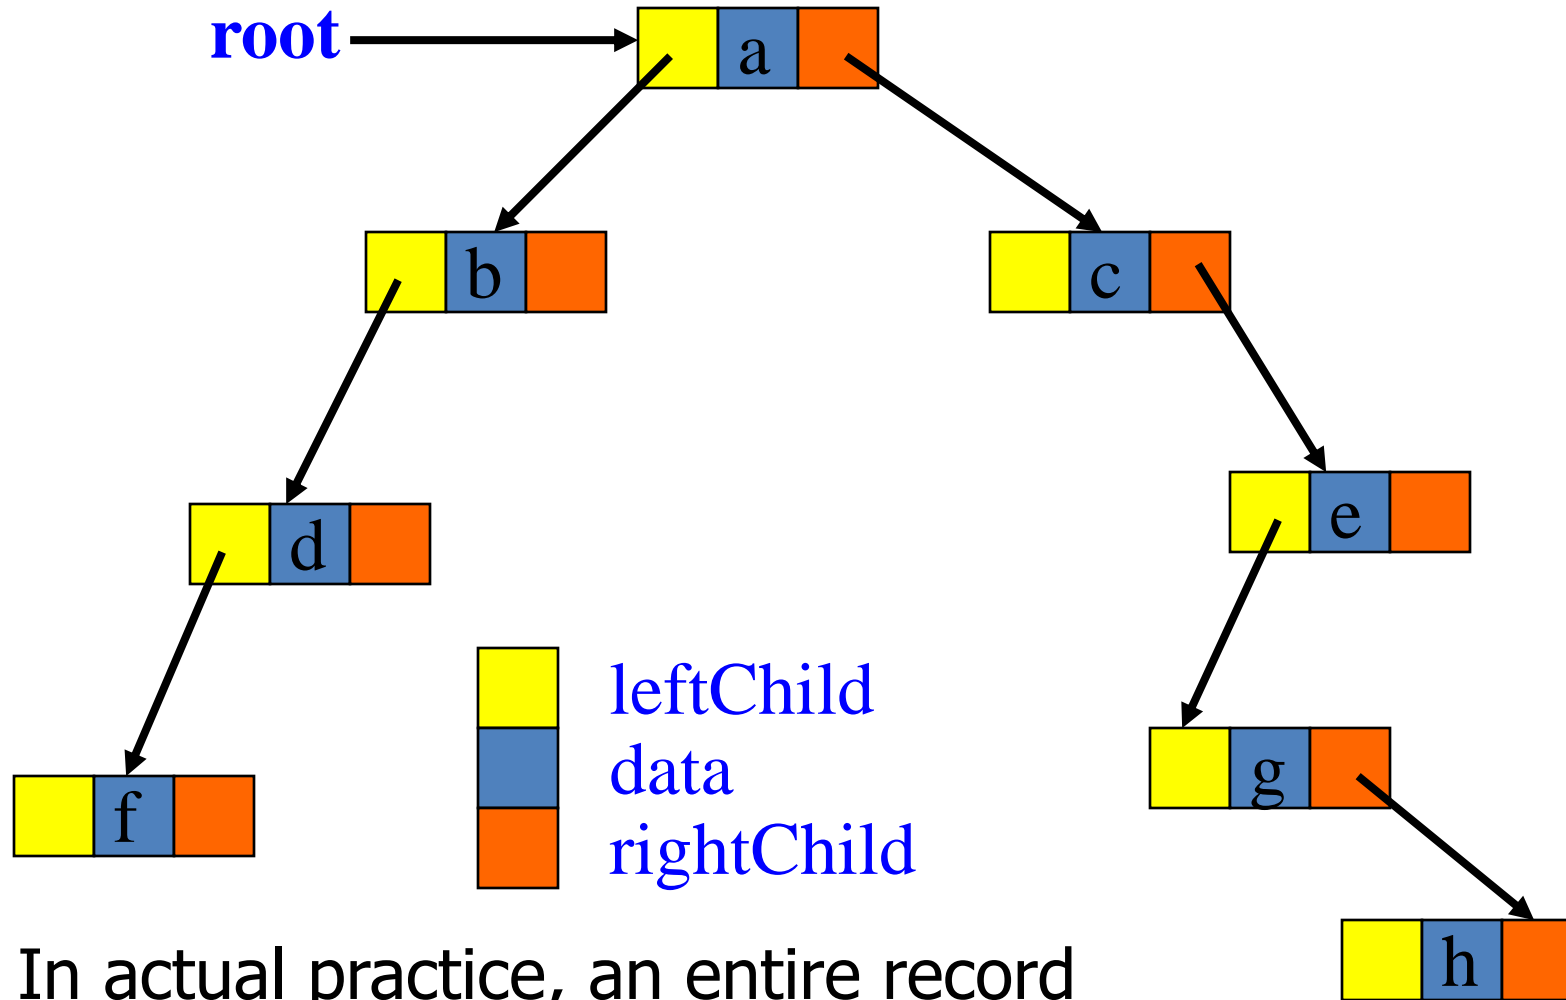 root
a
b
c
d
e
leftChild
data
g
f
rightChild
In actual practice, an entire record
h